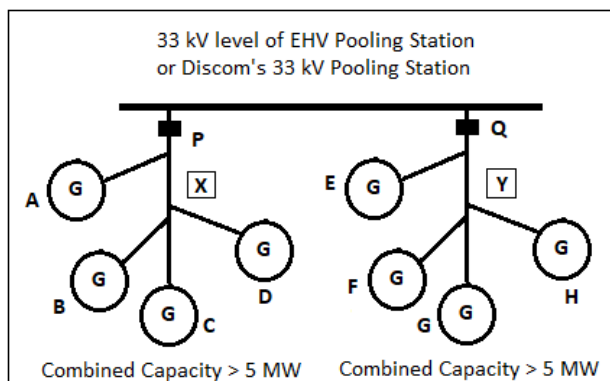 33 kV level of EHV Pooling Station
or Discom's 33 kV Pooling Station
P
Q
A
G
X
E
G
Y
G
D
B
G
G
C
G
H
F
G
G
G
Combined Capacity > 5 MW
Combined Capacity > 5 MW